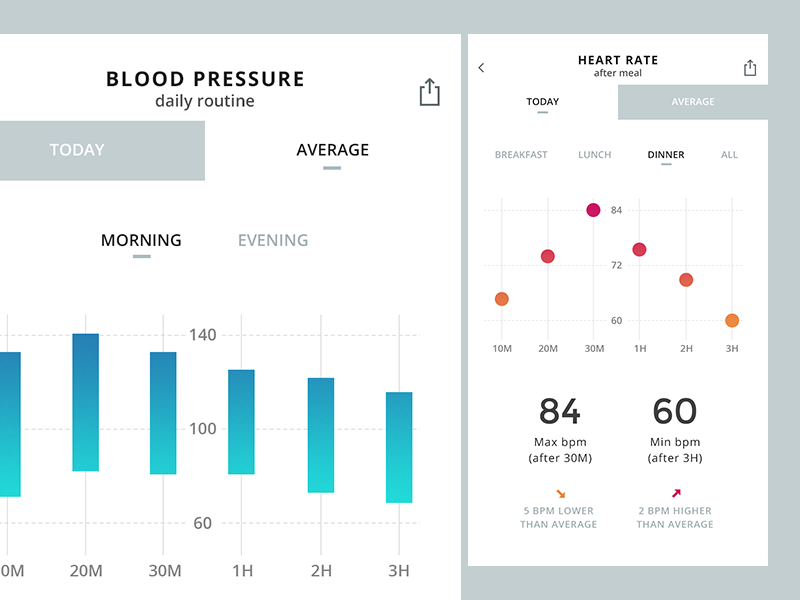 BLOOD PRESSURE
daily routine
TODAY
AVERAGE
MORNING
EVENING
140
100
60
0M
20M
30M
1H
2H
3H
HEART RATE
after meal
TODAY
AVERAGE
BREAKFAST
LUNCH
DINNER
ALL
84
72
60
10M
20M
30M
1H
2H
3H
84
60
Max bpm
(after 30M)
Min bpm
(after 3H)
5 BPM LOWER
THAN AVERAGE
2 BPM HIGHER
THAN AVERAGE